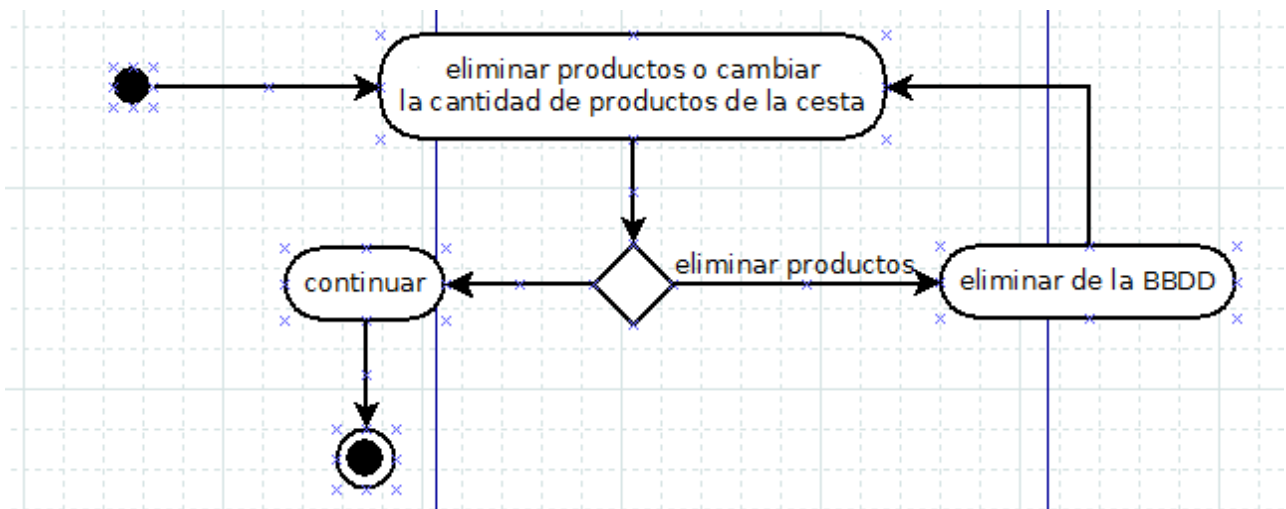 eliminar productos o cambiar
la cantidad de productos de la cesta
eliminar productos
continuar
eliminar de la BBDD